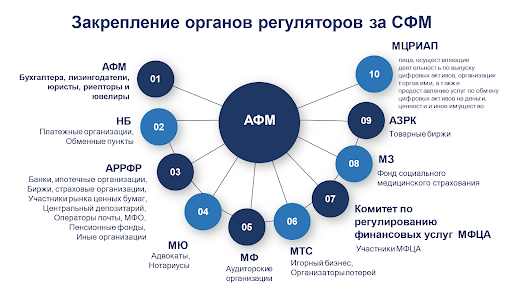 Закрепление органов регуляторов за СФМ
АФМ
Бухгалтера, лизингодатели,
юристы, риелторы и
ювелиры
01
НБ
Платежные организации,
Обменные пункты
02
АРРФР
Банки, ипотечные организации,
Биржи, страховые организации,
Участники рынка ценных бумаг,
Центральный депозитарий,
Операторы почты, МФО,
Пенсионные фонды,
Иные организации
03
04
МЮ
Адвокаты,
Нотариусы
05
МФ
Аудиторские
организации
06
МТС
Игорный бизнес,
Организаторы лотерей
07
Комитет по
регулированию
финансовых услуг МФЦА
Участники МФЦА
08
МЗ
Фонд социального
медицинского страхования
09
АЗРК
Товарные биржи
10
МЦРИАП
лица, осуществляющие
деятельность по выпуску
цифровых активов, организации
торгов ими, а также
предоставлению услуг по обмену
цифровых активов на деньги,
ценности и иное имущество
АФМ